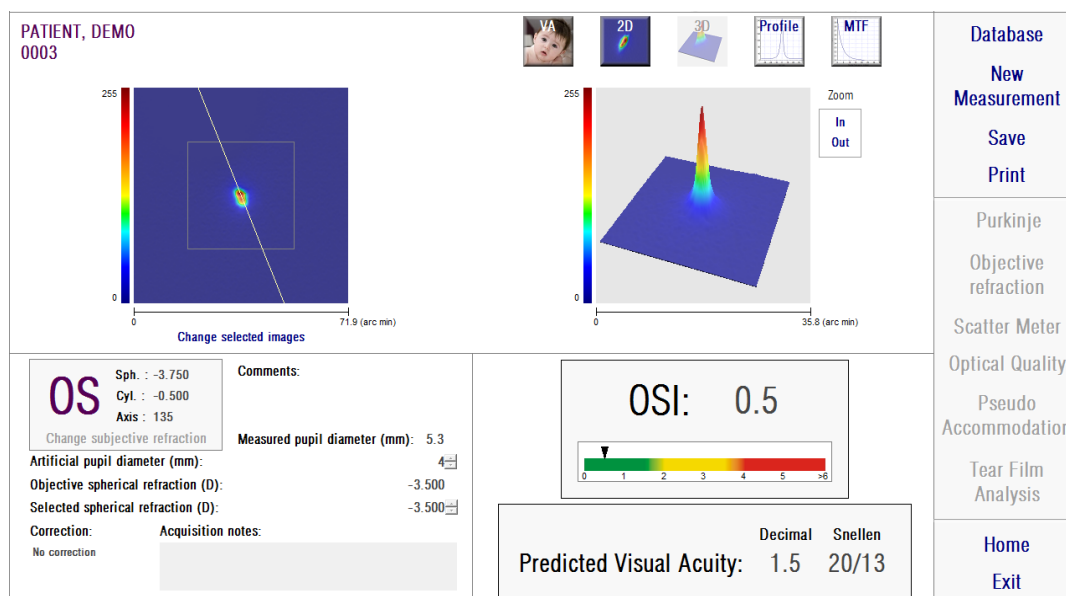 PATIENT, DEMO
0003
VA
2D
3D
Profile
MTF
255
0
0
71.9 (arc min)
Change selected images
255
0
0
35.8 (arc min)
Zoom
In
Out
OS
Sph. : -3.750
Cyl. : -0.500
Axis : 135
Change subjective refraction
Comments:
Measured pupil diameter (mm): 5.3
Artificial pupil diameter (mm): 4
Objective spherical refraction (D): -3.500
Selected spherical refraction (D): -3.500
Correction:
No correction
Acquisition notes:
OSI: 0.5
0 1 2 3 4 5 >6
Decimal Snellen
Predicted Visual Acuity: 1.5 20/13
Database
New
Measurement
Save
Print
Purkinje
Objective
refraction
Scatter Meter
Optical Quality
Pseudo
Accommodation
Tear Film
Analysis
Home
Exit